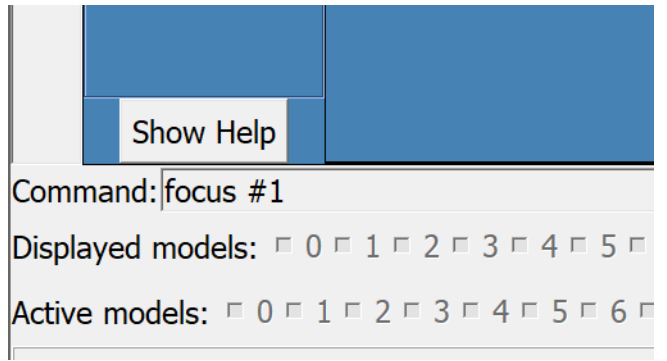 Show Help
Command: focus #1
Displayed models: 0 1 2 3 4 5
Active models: 0 1 2 3 4 5 6